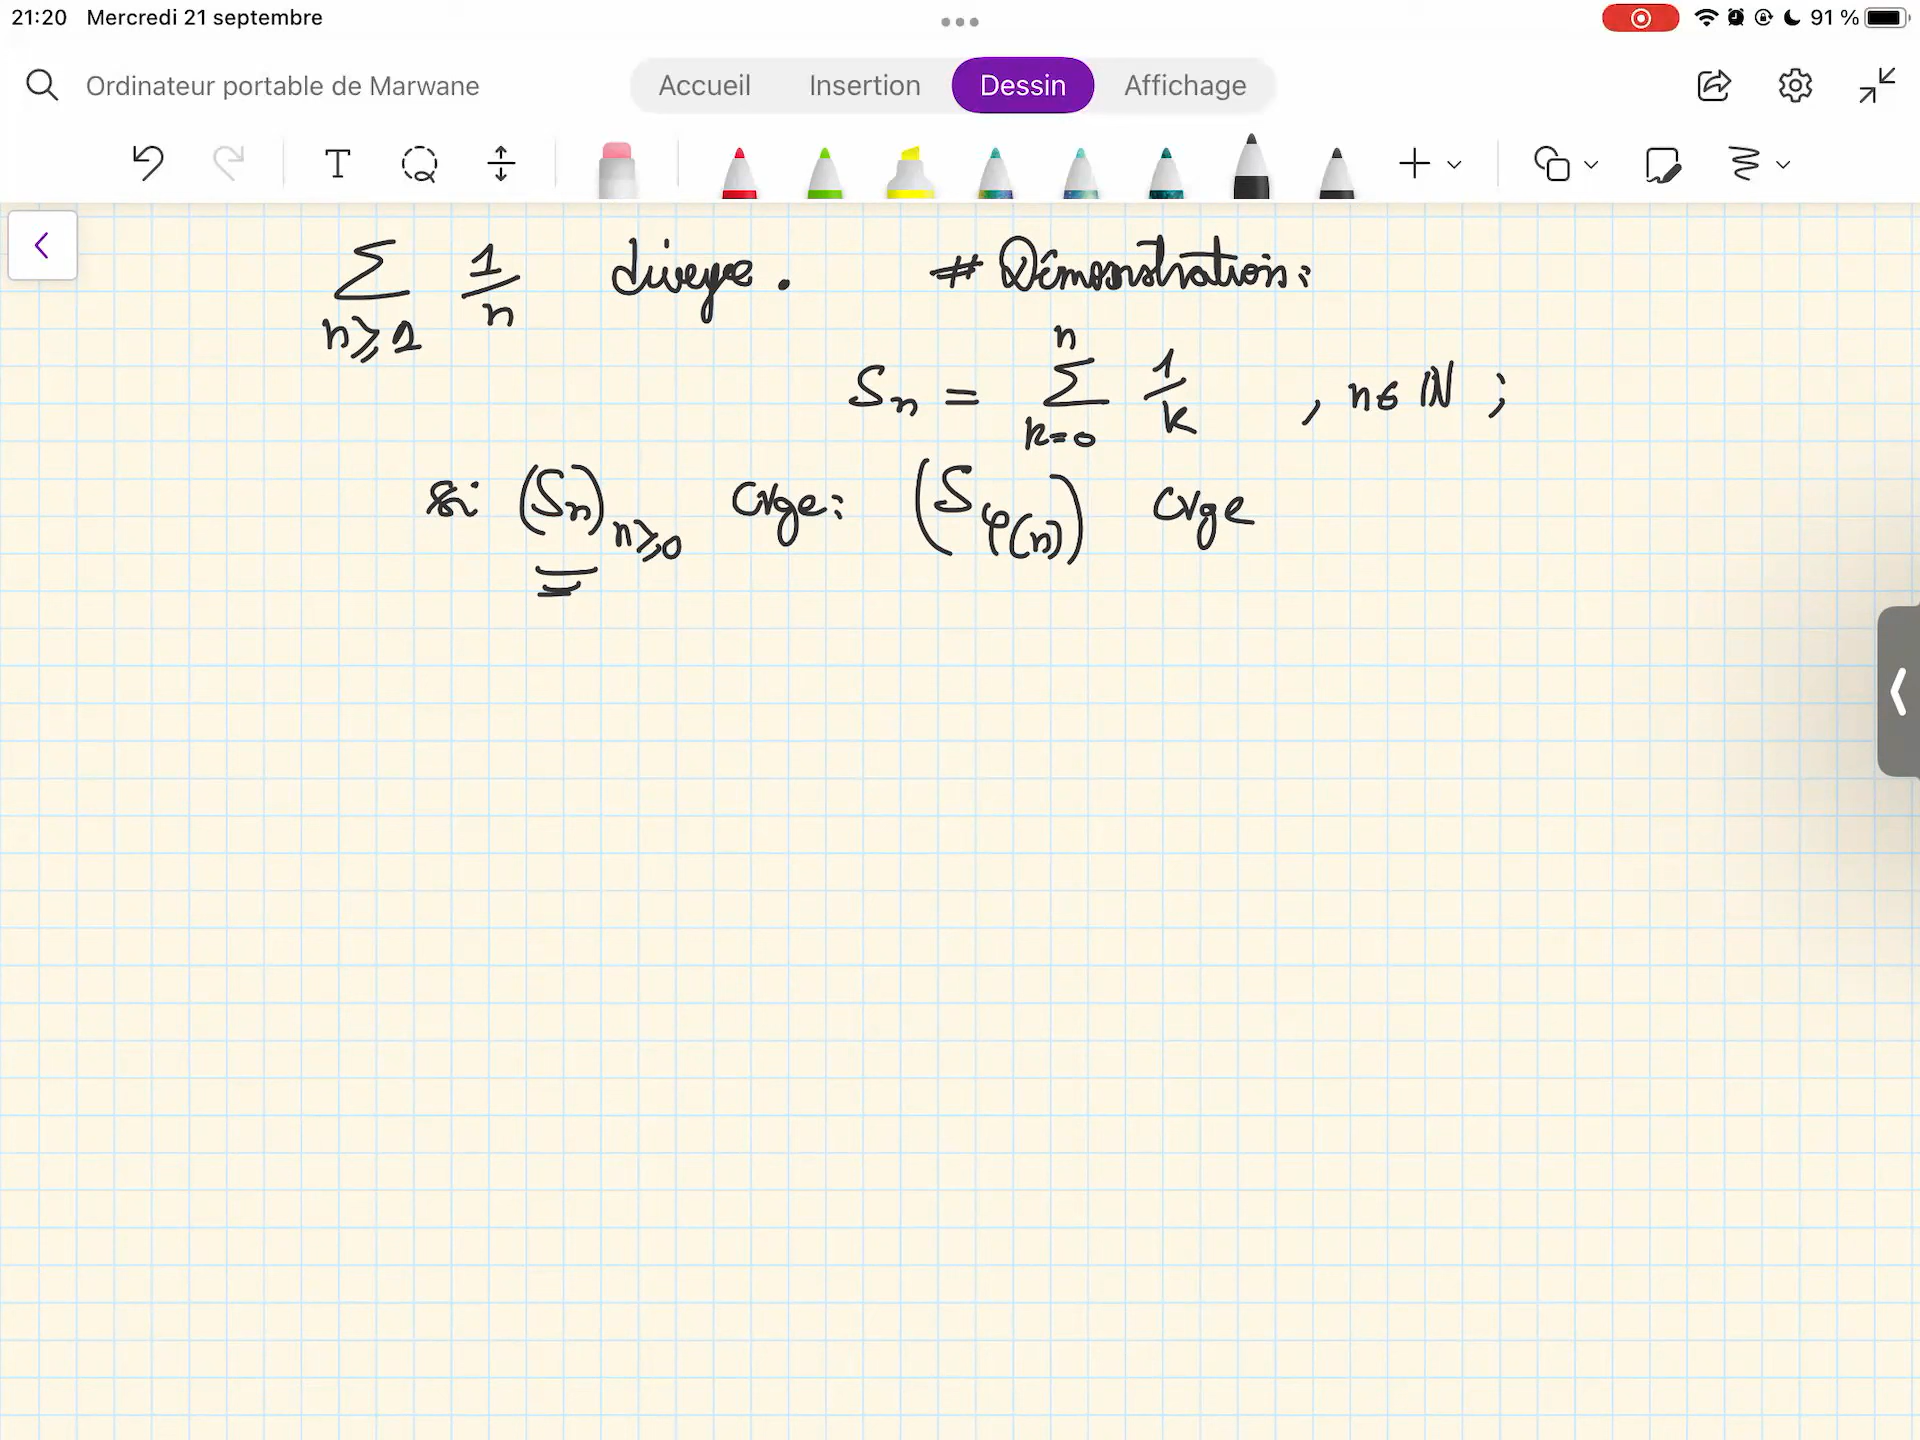 21:20 Mercredi 21 septembre 91 %
Ordinateur portable de Marwane Accueil Insertion Dessin Affichage
T
∑ n≥1 1/n diverge. # Démonstration:
Sn = ∑ k=0 n 1/k , n∈ℕ ;
si (Sn)n≥0 cvge: (Sφ(n)) cvge